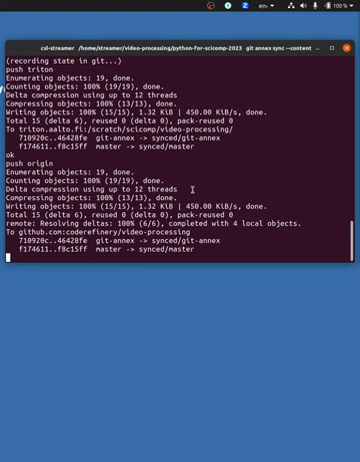 en₁
100 %
csl-streamer /home/streamer/video-processing/python-for-scicomp-2023 git annex sync --content
(recording state in git...)
push triton
Enumerating objects: 19, done.
Counting objects: 100% (19/19), done.
Delta compression using up to 12 threads
Compressing objects: 100% (13/13), done.
Writing objects: 100% (15/15), 1.32 KiB | 450.00 KiB/s, done.
Total 15 (delta 6), reused 0 (delta 0), pack-reused 0
To triton.aalto.fi:/scratch/scicomp/video-processing/
710920c..46428fe git-annex -> synced/git-annex
f174611..f8c15ff master -> synced/master
ok
push origin
Enumerating objects: 19, done.
Counting objects: 100% (19/19), done.
Delta compression using up to 12 threads
Compressing objects: 100% (13/13), done.
Writing objects: 100% (15/15), 1.32 KiB | 450.00 KiB/s, done.
Total 15 (delta 6), reused 0 (delta 0), pack-reused 0
remote: Resolving deltas: 100% (6/6), completed with 4 local objects.
To github.com:coderefinery/video-processing
710920c..46428fe git-annex -> synced/git-annex
f174611..f8c15ff master -> synced/master